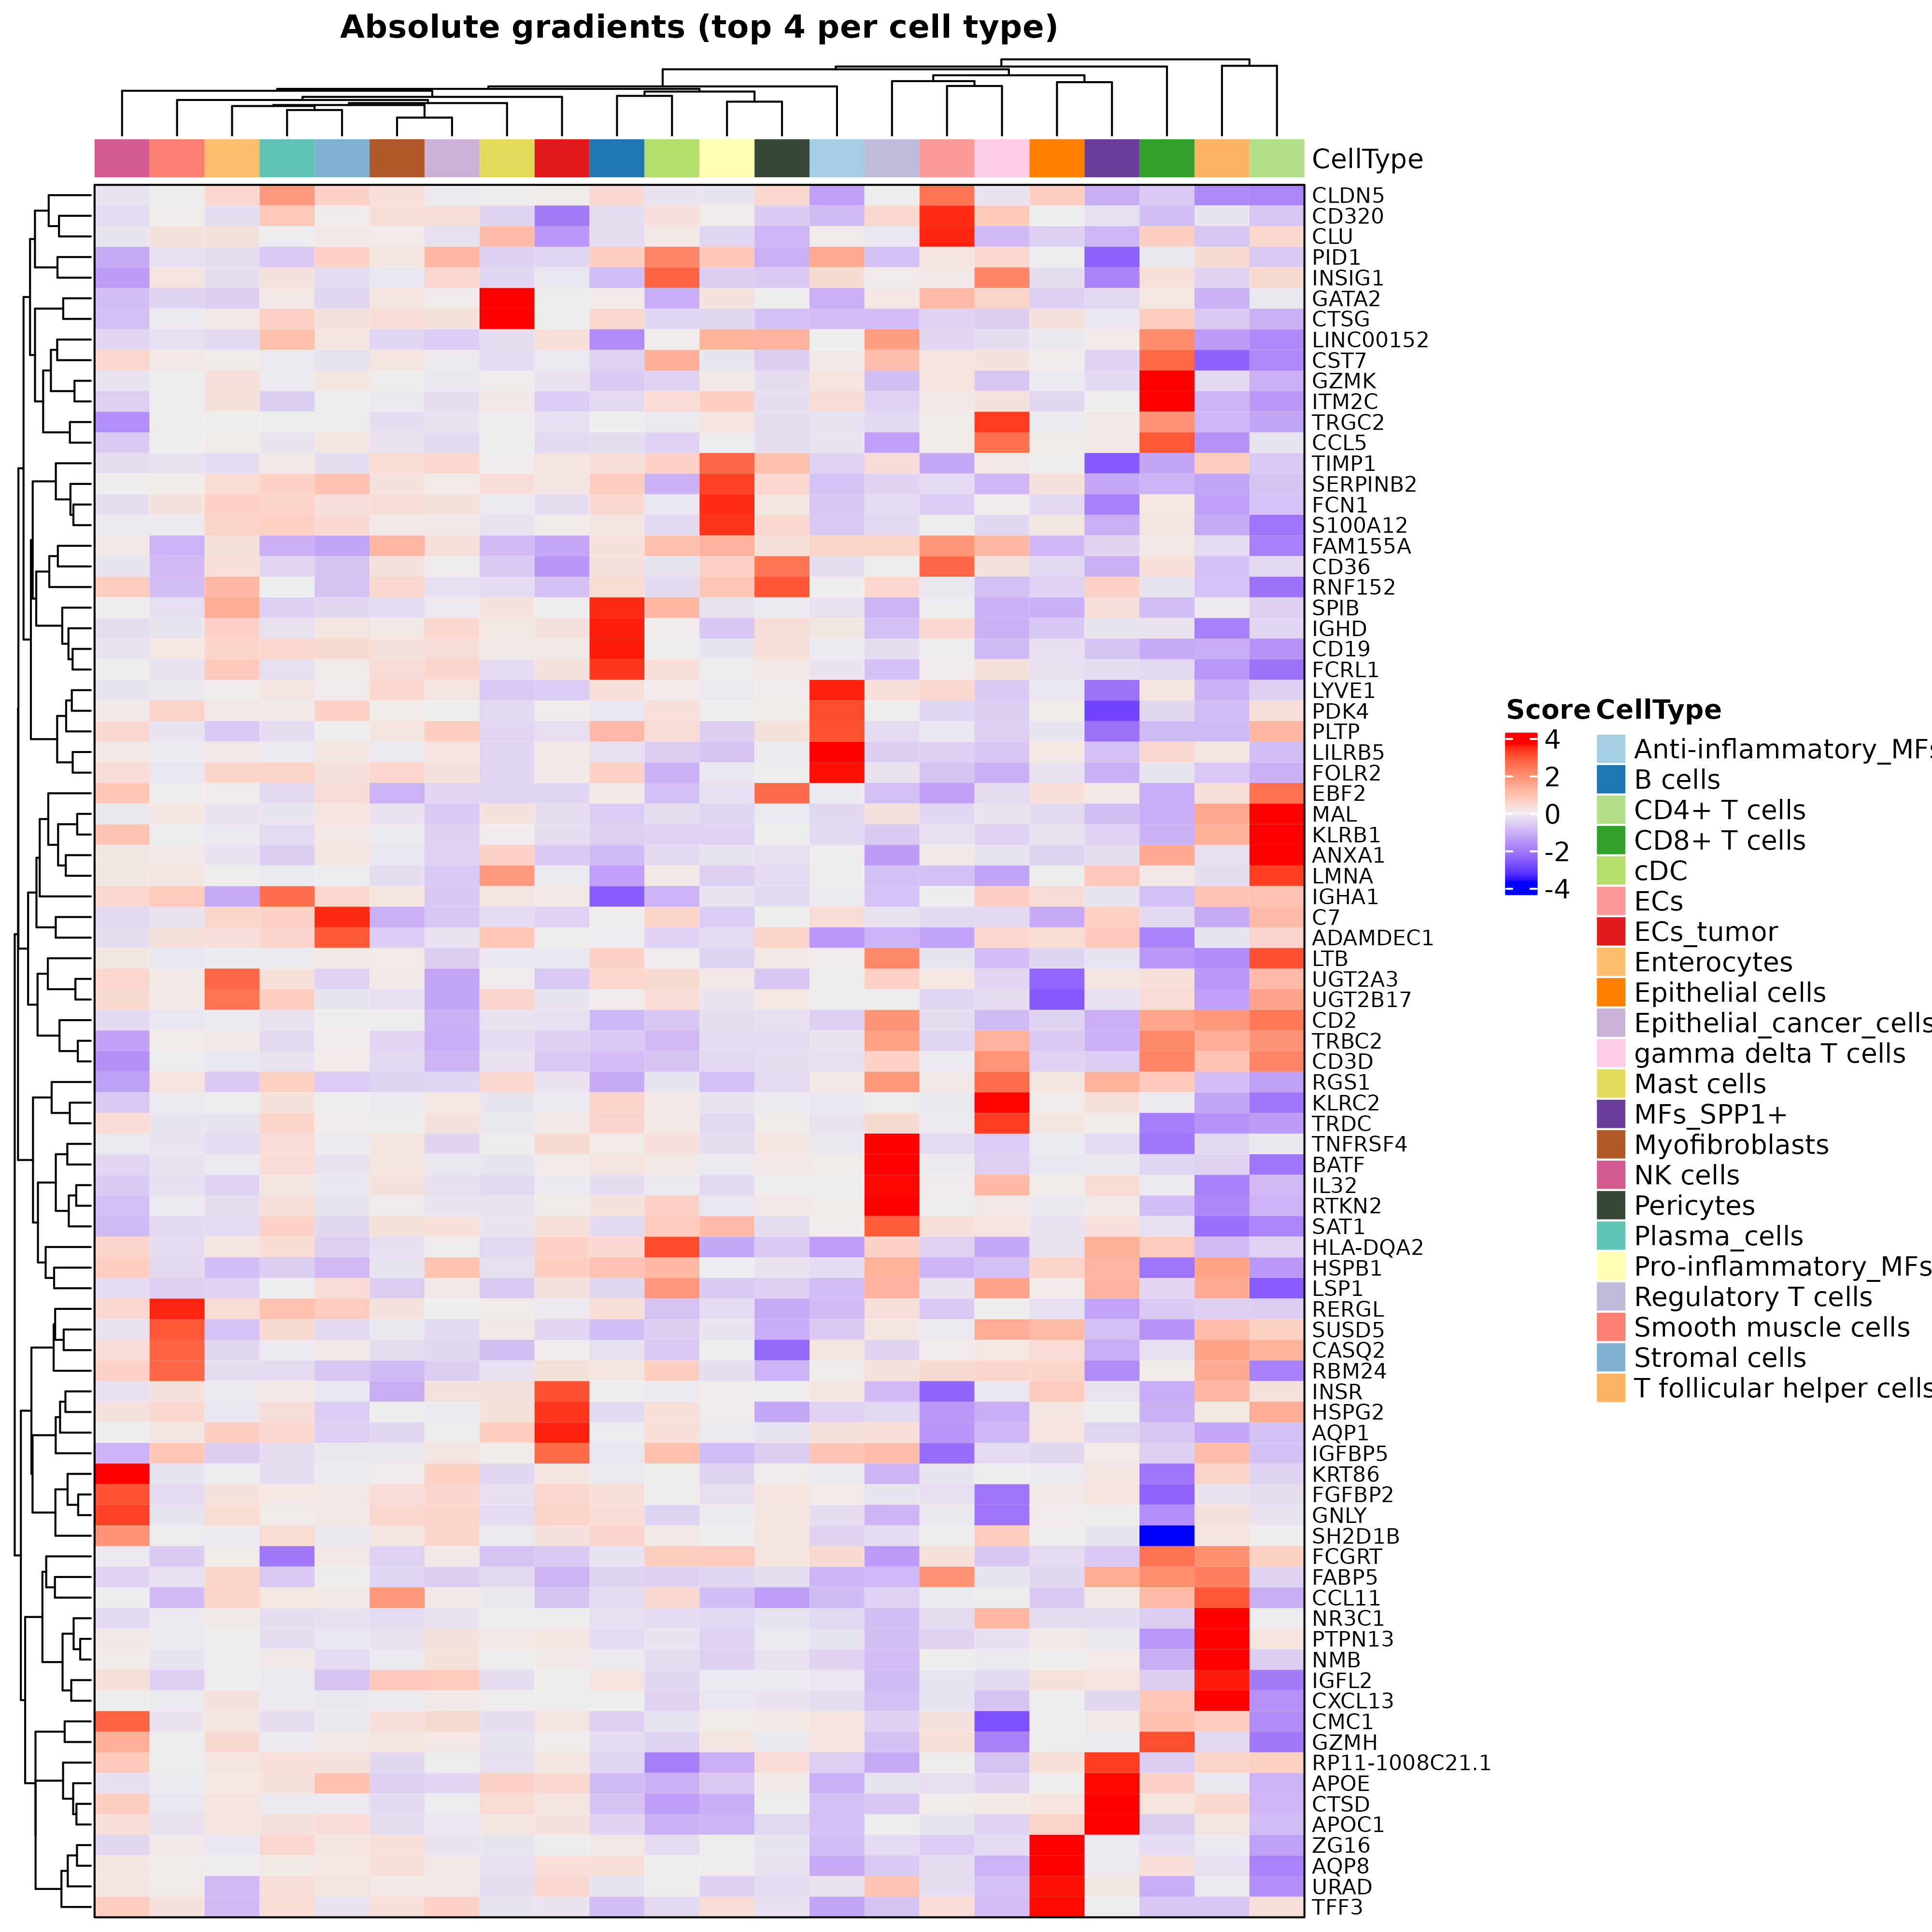 Absolute gradients (top 4 per cell type)
CellType
CLDN5
CD320
CLU
PID1
INSIG1
GATA2
CTSG
LINC00152
CST7
GZMK
ITM2C
TRGC2
CCL5
TIMP1
SERPINB2
FCN1
S100A12
FAM155A
CD36
RNF152
SPIB
IGHD
CD19
FCRL1
LYVE1
PDK4
PLTP
LILRB5
FOLR2
EBF2
MAL
KLRB1
ANXA1
LMNA
IGHA1
C7
ADAMDEC1
LTB
UGT2A3
UGT2B17
CD2
TRBC2
CD3D
RGS1
KLRC2
TRDC
TNFRSF4
BATF
IL32
RTKN2
SAT1
HLA-DQA2
HSPB1
LSP1
RERGL
SUSD5
CASQ2
RBM24
INSR
HSPG2
AQP1
IGFBP5
KRT86
FGFBP2
GNLY
SH2D1B
FCGRT
FABP5
CCL11
NR3C1
PTPN13
NMB
IGFL2
CXCL13
CMC1
GZMH
RP11-1008C21.1
APOE
CTSD
APOC1
ZG16
AQP8
URAD
TFF3
Score
4
2
0
-2
-4
CellType
Anti-inflammatory_MFs
B cells
CD4+ T cells
CD8+ T cells
cDC
ECs
ECs_tumor
Enterocytes
Epithelial cells
Epithelial_cancer_cells
gamma delta T cells
Mast cells
MFs_SPP1+
Myofibroblasts
NK cells
Pericytes
Plasma_cells
Pro-inflammatory_MFs
Regulatory T cells
Smooth muscle cells
Stromal cells
T follicular helper cells